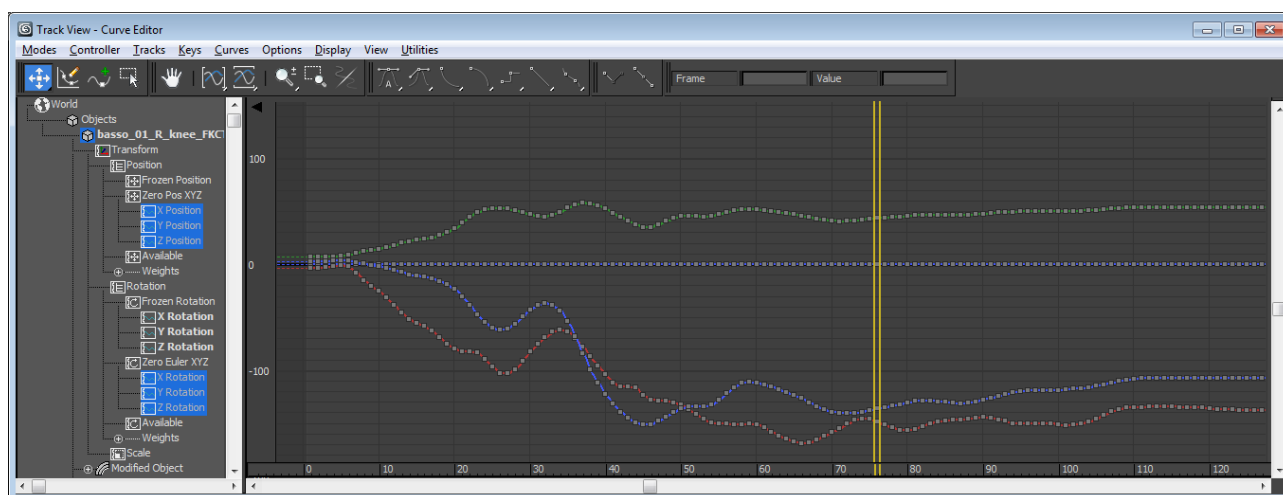 Track View - Curve Editor
Modes Controller Tracks Keys Curves Options Display View Utilities
Frame Value
World
Objects
basso_01_R_knee_FKCT
Transform
Position
Frozen Position
Zero Pos XYZ
X Position
Y Position
Z Position
Available
Weights
Rotation
Frozen Rotation
X Rotation
Y Rotation
Z Rotation
Zero Euler XYZ
X Rotation
Y Rotation
Z Rotation
Available
Weights
Scale
Modified Object
100
0
-100
0 10 20 30 40 50 60 70 80 90 100 110 120